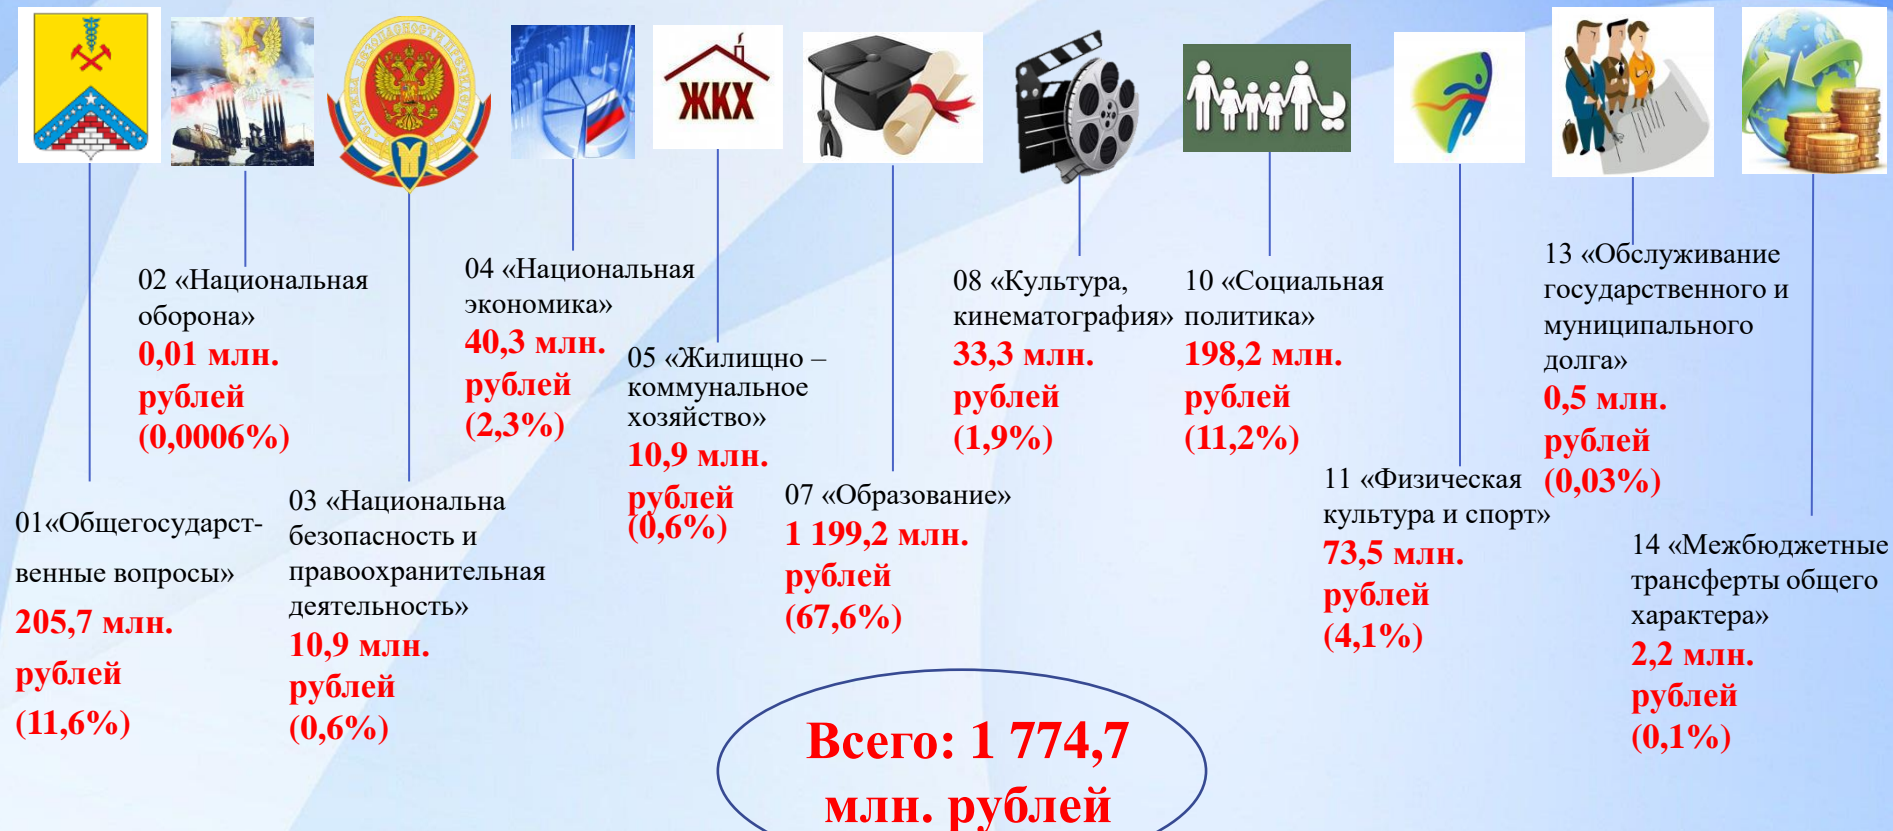 ЖКХ
01«Общегосударст-
венные вопросы»
205,7 млн.
рублей
(11,6%)
02 «Национальная
оборона»
0,01 млн.
рублей
(0,0006%)
03 «Национальна
безопасность и
правоохранительная
деятельность»
10,9 млн.
рублей
(0,6%)
04 «Национальная
экономика»
40,3 млн.
рублей
(2,3%)
05 «Жилищно –
коммунальное
хозяйство»
10,9 млн.
рублей
(0,6%)
07 «Образование»
1 199,2 млн.
рублей
(67,6%)
08 «Культура,
кинематография»
33,3 млн.
рублей
(1,9%)
10 «Социальная
политика»
198,2 млн.
рублей
(11,2%)
11 «Физическая
культура и спорт»
73,5 млн.
рублей
(4,1%)
13 «Обслуживание
государственного и
муниципального
долга»
0,5 млн.
рублей
(0,03%)
14 «Межбюджетные
трансферты общего
характера»
2,2 млн.
рублей
(0,1%)
Всего: 1 774,7
млн. рублей